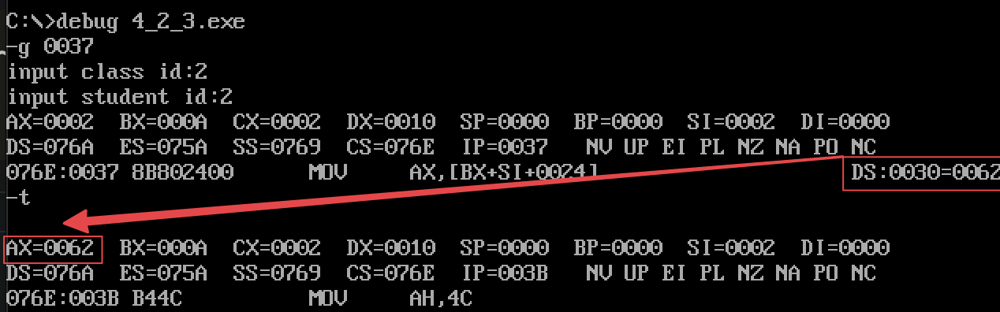 C:\>debug 4_2_3.exe
-g 0037
input class id:2
input student id:2
AX=0002 BX=000A CX=0002 DX=0010 SP=0000 BP=0000 SI=0002 DI=0000
DS=076A ES=075A SS=0769 CS=076E IP=0037 NV UP EI PL NZ NA PO NC
076E:0037 8B802400 MOV AX,[BX+SI+0024] DS:0030=0062
-t
AX=0062 BX=000A CX=0002 DX=0010 SP=0000 BP=0000 SI=0002 DI=0000
DS=076A ES=075A SS=0769 CS=076E IP=003B NV UP EI PL NZ NA PO NC
076E:003B B44C MOV AH,4C